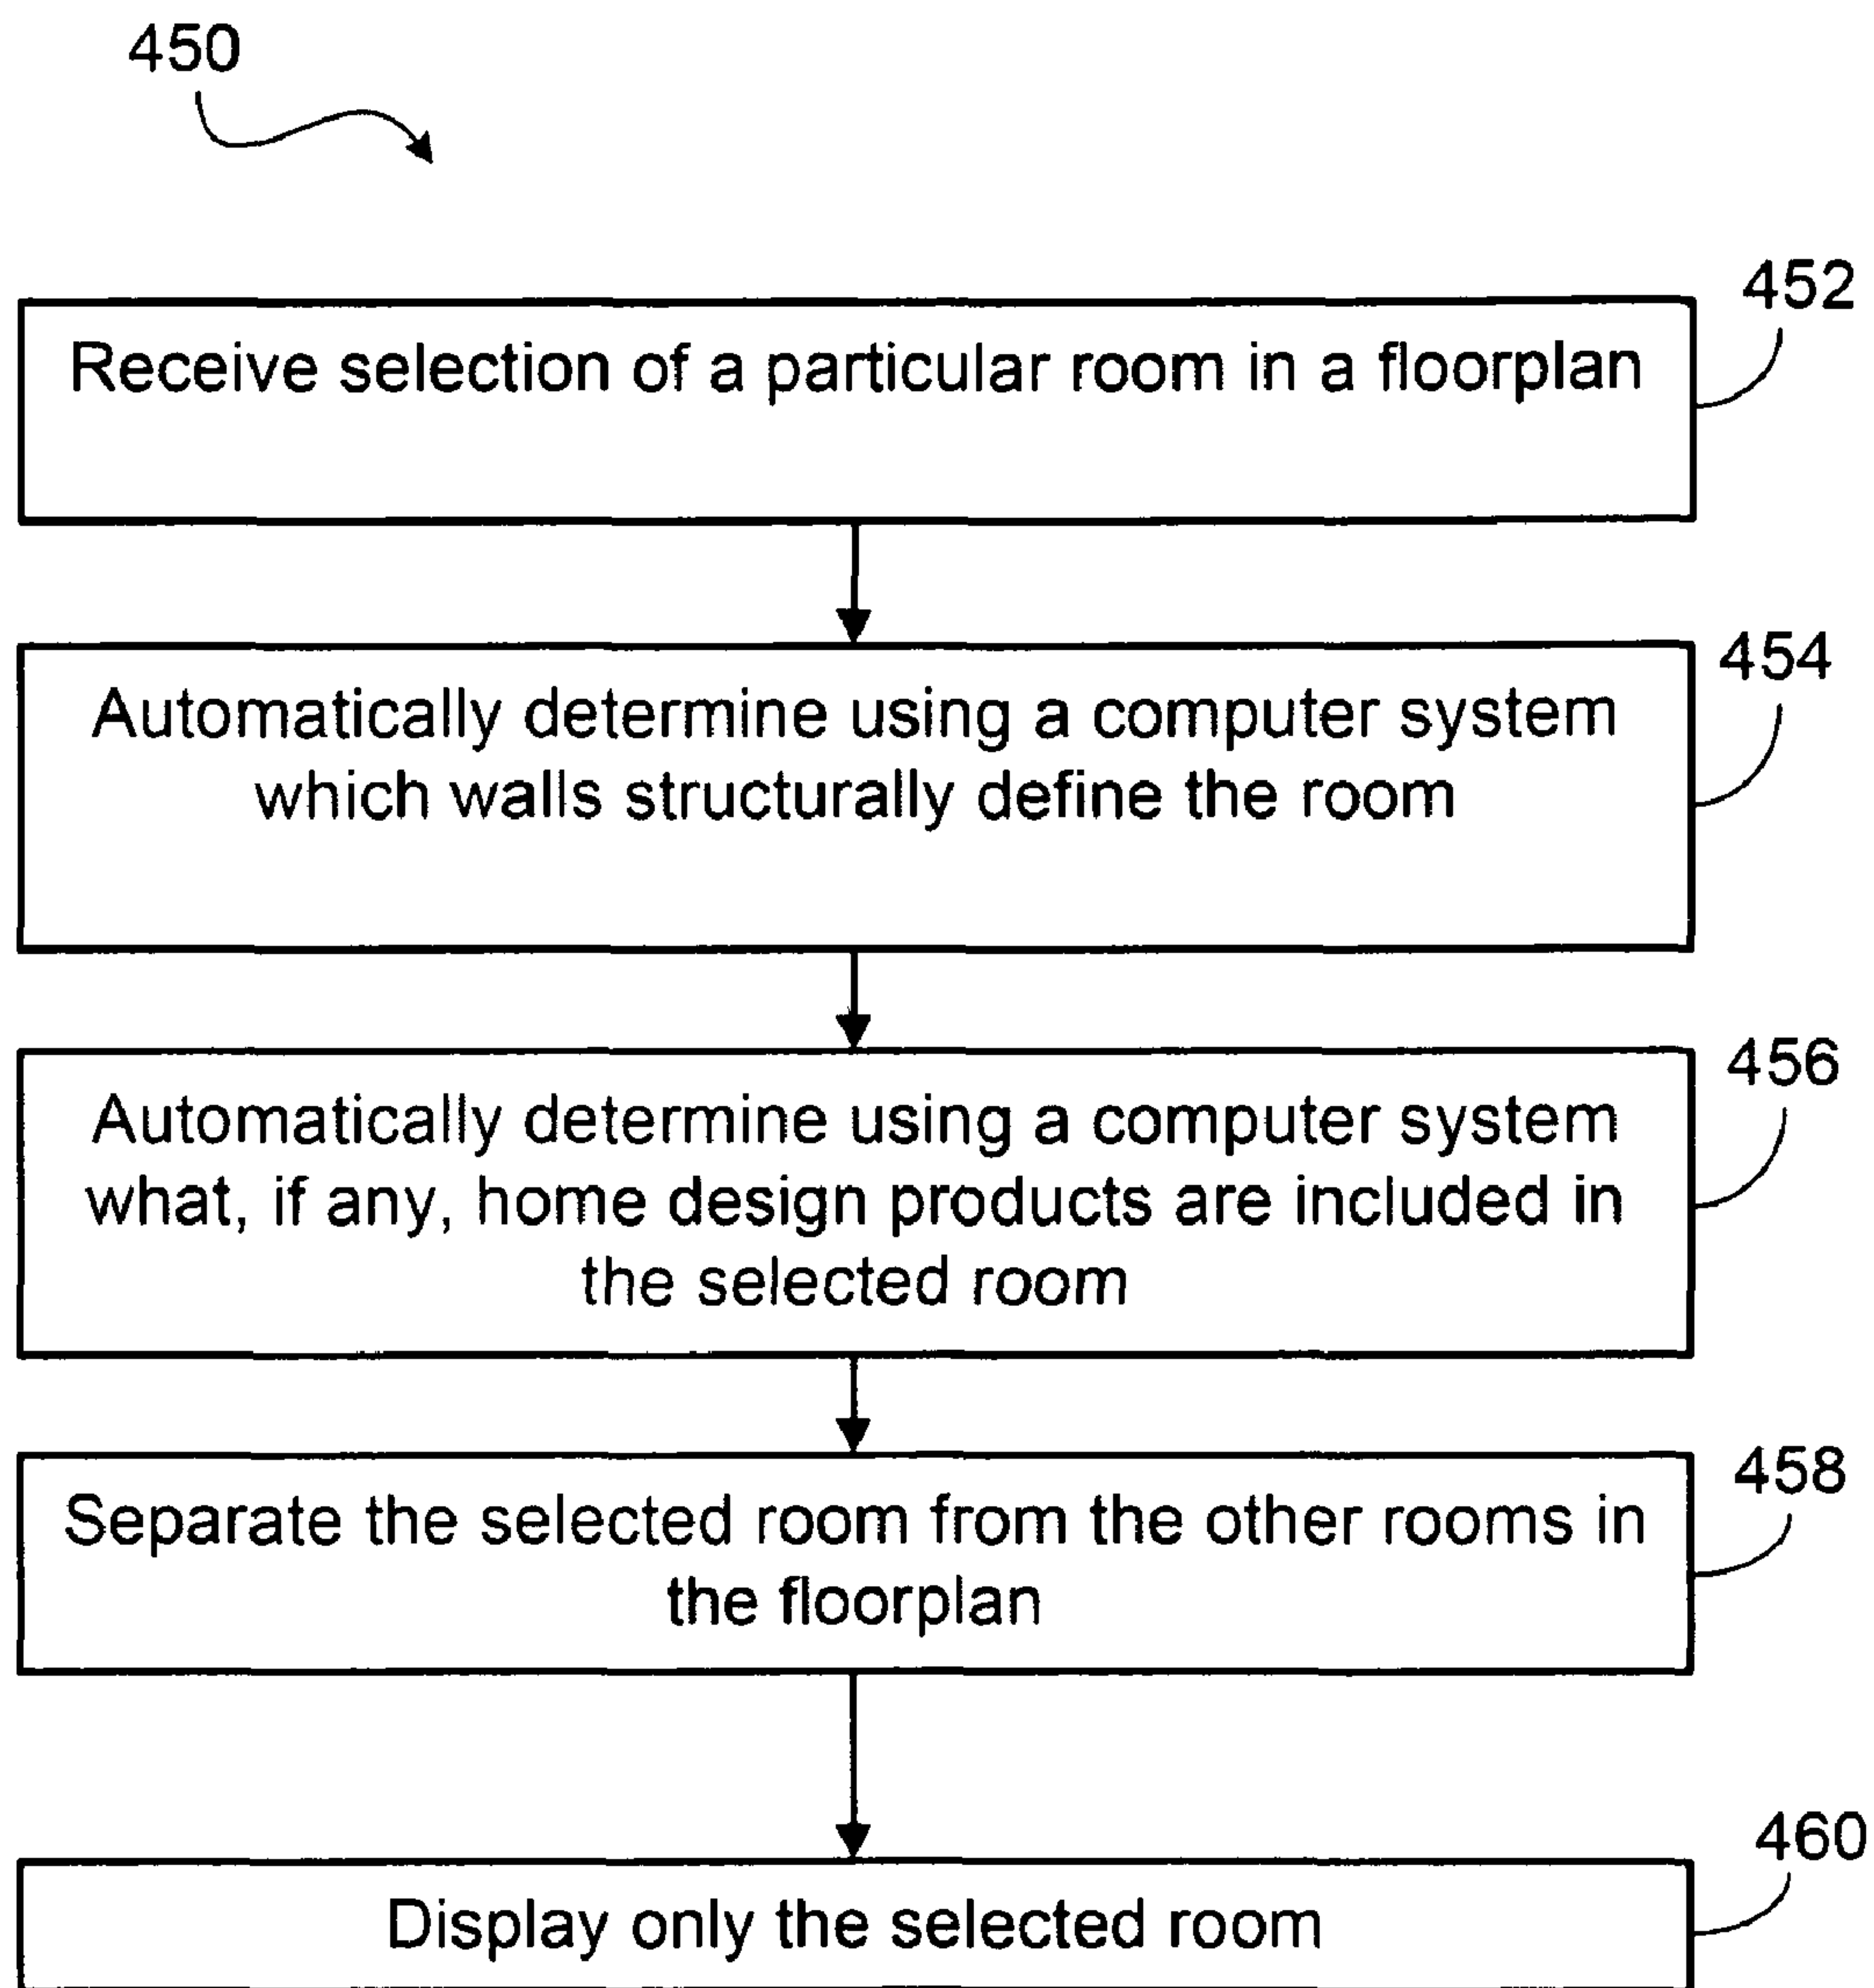 450
452
Receive selection of a particular room in a floorplan
454
Automatically determine using a computer system
which walls structurally define the room
456
Automatically determine using a computer system
what, if any, home design products are included in
the selected room
458
Separate the selected room from the other rooms in
the floorplan
460
Display only the selected room